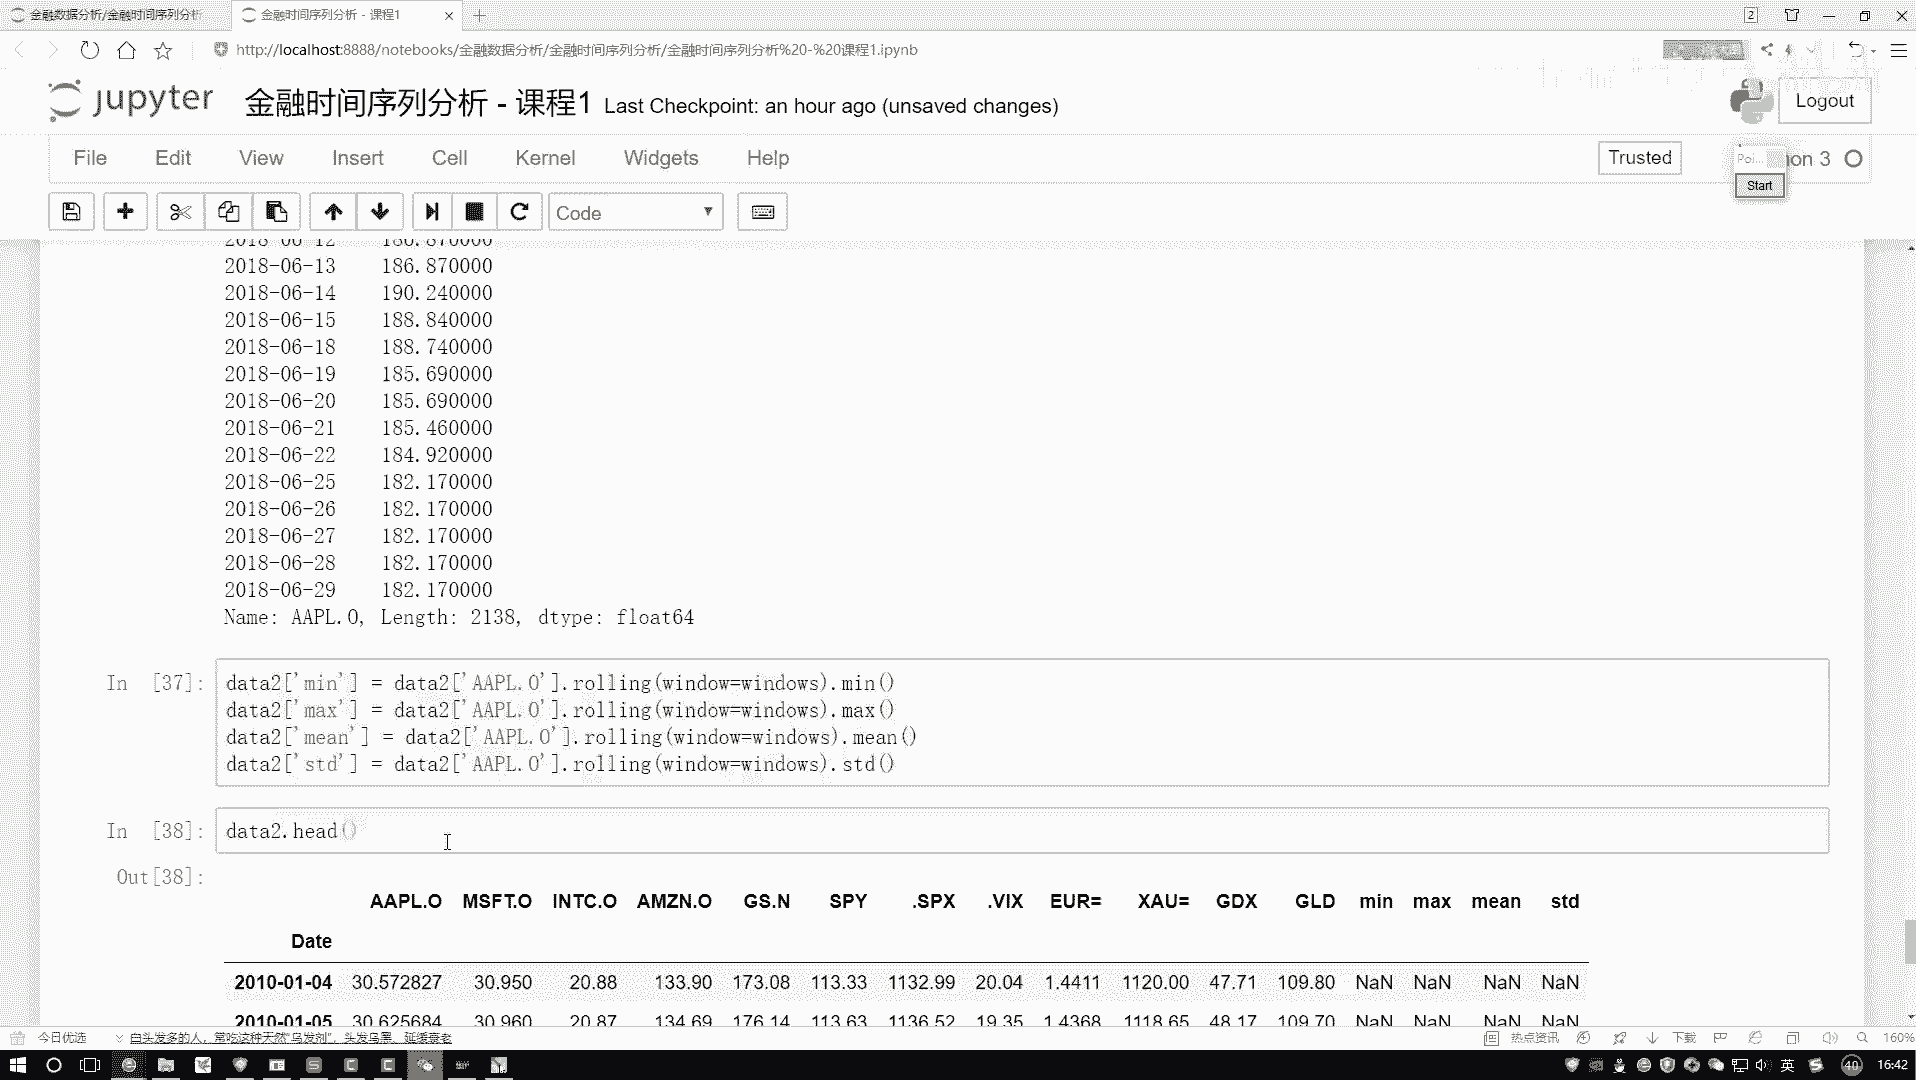 金融数据分析/金融时间序列分析
金融时间序列分析 - 课程1
2
http://localhost:8888/notebooks/金融数据分析/金融时间序列分析/金融时间序列分析%20-%20课程1.ipynb
jupyter 金融时间序列分析 - 课程1 Last Checkpoint: an hour ago (unsaved changes)
Logout
File Edit View Insert Cell Kernel Widgets Help
Trusted
Poi... on 3
Start
Code
2018-06-12 186.870000
2018-06-13 186.870000
2018-06-14 190.240000
2018-06-15 188.840000
2018-06-18 188.740000
2018-06-19 185.690000
2018-06-20 185.690000
2018-06-21 185.460000
2018-06-22 184.920000
2018-06-25 182.170000
2018-06-26 182.170000
2018-06-27 182.170000
2018-06-28 182.170000
2018-06-29 182.170000
Name: AAPL.O, Length: 2138, dtype: float64
In [37]:
data2['min'] = data2['AAPL.O'].rolling(window=windows).min()
data2['max'] = data2['AAPL.O'].rolling(window=windows).max()
data2['mean'] = data2['AAPL.O'].rolling(window=windows).mean()
data2['std'] = data2['AAPL.O'].rolling(window=windows).std()
In [38]: data2.head()
Out[38]:
AAPL.O MSFT.O INTC.O AMZN.O GS.N SPY .SPX .VIX EUR= XAU= GDX GLD min max mean std
Date
2010-01-04 30.572827 30.950 20.88 133.90 173.08 113.33 1132.99 20.04 1.4411 1120.00 47.71 109.80 NaN NaN NaN NaN
2010-01-05 30.625684 30.960 20.87 134.69 176.14 113.63 1136.52 19.35 1.4368 1118.65 48.17 109.70 NaN NaN NaN NaN
今日优选 白头发多的人，常吃这种天然“乌发剂”，头发乌黑、延缓衰老
热点资讯 下载 160%
英 40 16:42